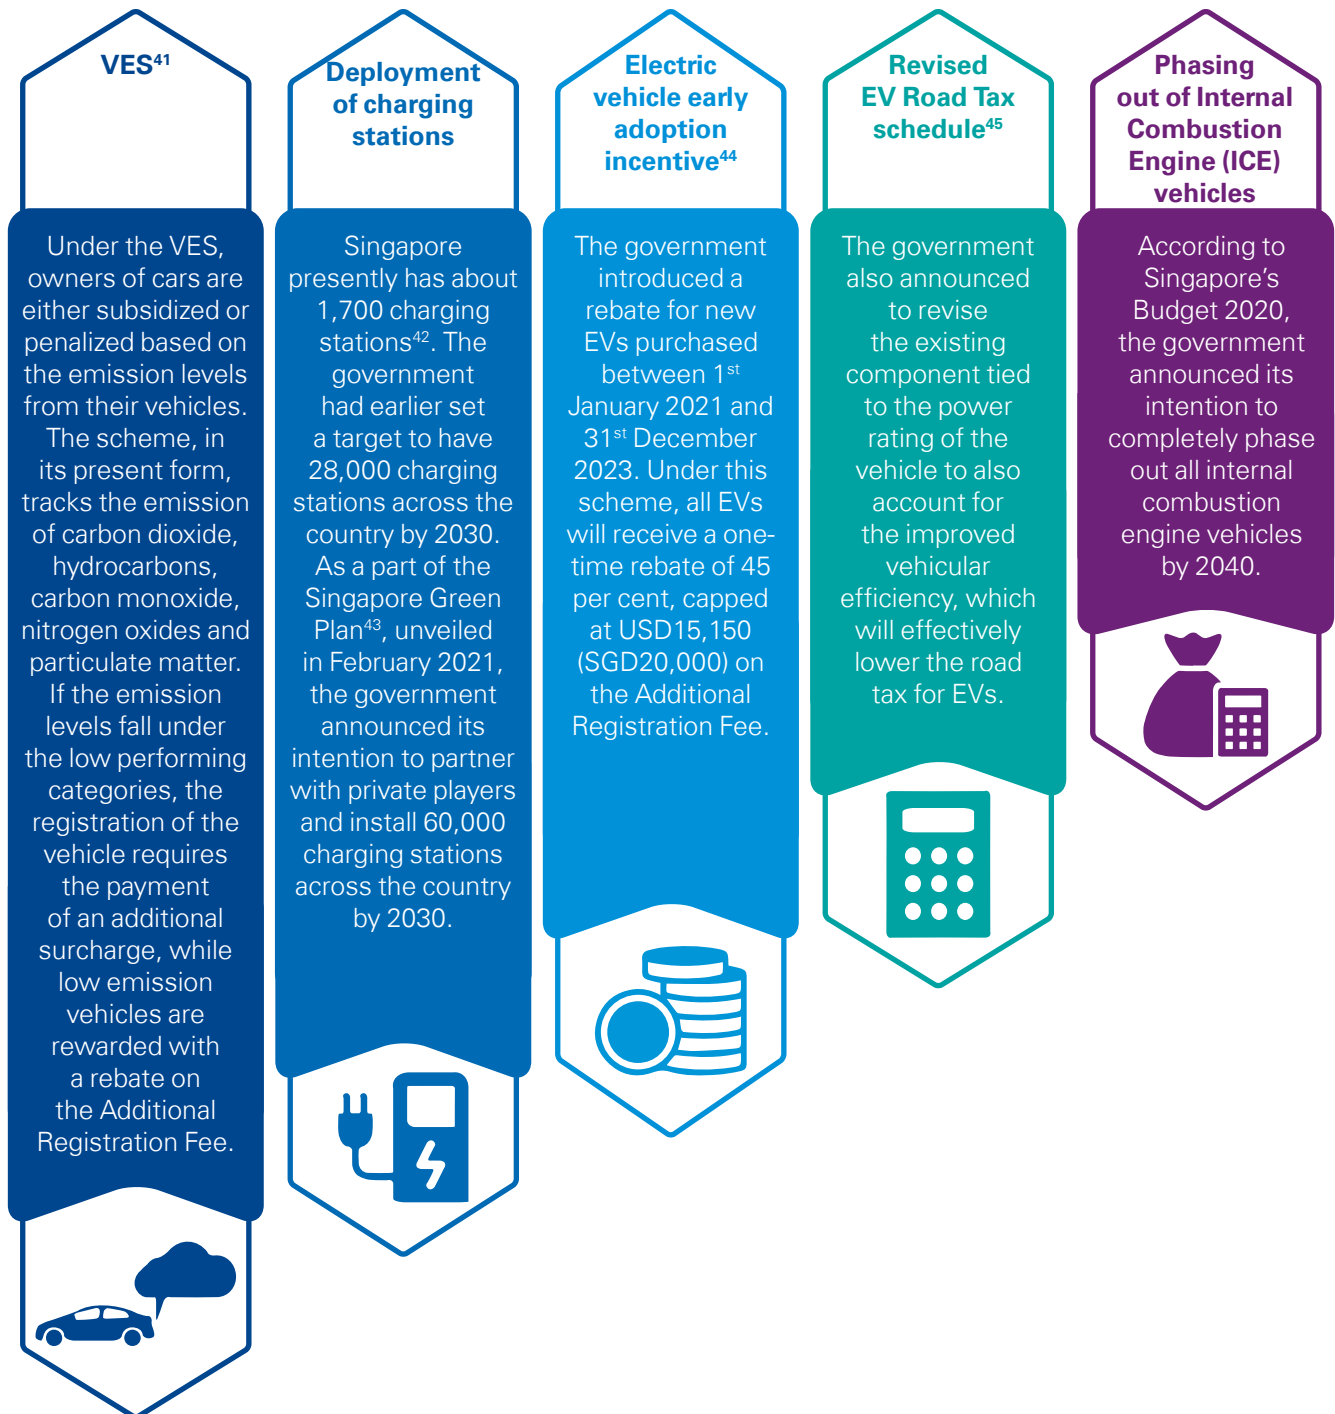 VES41
Under the VES,
owners of cars are
either subsidized or
penalized based on
the emission levels
from their vehicles.
The scheme, in
its present form,
tracks the emission
of carbon dioxide,
hydrocarbons,
carbon monoxide,
nitrogen oxides and
particulate matter.
If the emission
levels fall under
the low performing
categories, the
registration of the
vehicle requires
the payment
of an additional
surcharge, while
low emission
vehicles are
rewarded with
a rebate on
the Additional
Registration Fee.
Deployment
of charging
stations
Singapore
presently has about
1,700 charging
stations42. The
government
had earlier set
a target to have
28,000 charging
stations across the
country by 2030.
As a part of the
Singapore Green
Plan43, unveiled
in February 2021,
the government
announced its
intention to partner
with private players
and install 60,000
charging stations
across the country
by 2030.
Electric
vehicle early
adoption
incentive44
The government
introduced a
rebate for new
EVs purchased
between 1st
January 2021 and
31st December
2023. Under this
scheme, all EVs
will receive a one-
time rebate of 45
per cent, capped
at USD15,150
(SGD20,000) on
the Additional
Registration Fee.
Revised
EV Road Tax
schedule45
The government
also announced
to revise
the existing
component tied
to the power
rating of the
vehicle to also
account for
the improved
vehicular
efficiency, which
will effectively
lower the road
tax for EVs.
Phasing
out of Internal
Combustion
Engine (ICE)
vehicles
According to
Singapore’s
Budget 2020,
the government
announced its
intention to
completely phase
out all internal
combustion
engine vehicles
by 2040.